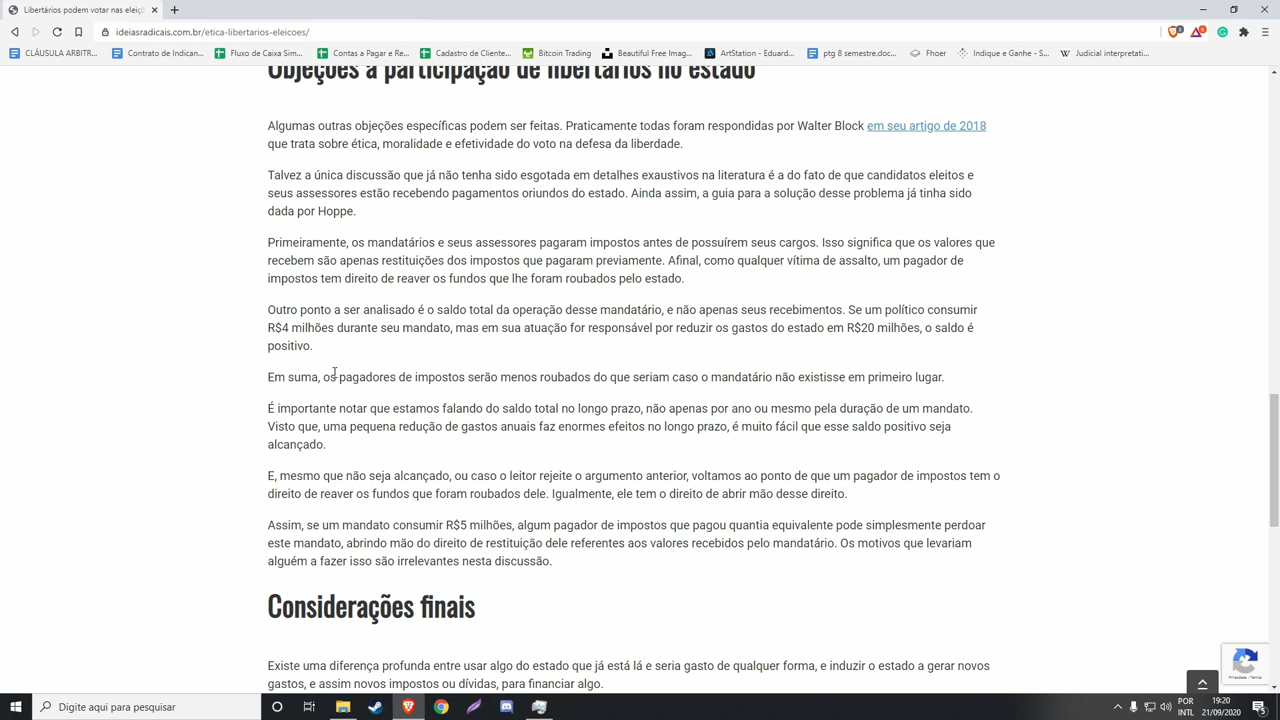 Libertários podem votar nas eleiç
ideiasradicais.com.br/etica-libertarios-eleicoes/
CLÁUSULA ARBITR...
Contrato de Indican...
Fluxo de Caixa Sim...
Contas a Pagar e Re...
Cadastro de Cliente...
Bitcoin Trading
Beautiful Free Imag...
ArtStation - Eduard...
ptg 8 semestre.doc...
Fhoer
Indique e Ganhe - S...
Judicial interpretati...
Objeções à participação de libertários no estado
Algumas outras objeções específicas podem ser feitas. Praticamente todas foram respondidas por Walter Block em seu artigo de 2018
que trata sobre ética, moralidade e efetividade do voto na defesa da liberdade.
Talvez a única discussão que já não tenha sido esgotada em detalhes exaustivos na literatura é a do fato de que candidatos eleitos e
seus assessores estão recebendo pagamentos oriundos do estado. Ainda assim, a guia para a solução desse problema já tinha sido
dada por Hoppe.
Primeiramente, os mandatários e seus assessores pagaram impostos antes de possuírem seus cargos. Isso significa que os valores que
recebem são apenas restituições dos impostos que pagaram previamente. Afinal, como qualquer vítima de assalto, um pagador de
impostos tem direito de reaver os fundos que lhe foram roubados pelo estado.
Outro ponto a ser analisado é o saldo total da operação desse mandatário, e não apenas seus recebimentos. Se um político consumir
R$4 milhões durante seu mandato, mas em sua atuação for responsável por reduzir os gastos do estado em R$20 milhões, o saldo é
positivo.
Em suma, os pagadores de impostos serão menos roubados do que seriam caso o mandatário não existisse em primeiro lugar.
É importante notar que estamos falando do saldo total no longo prazo, não apenas por ano ou mesmo pela duração de um mandato.
Visto que, uma pequena redução de gastos anuais faz enormes efeitos no longo prazo, é muito fácil que esse saldo positivo seja
alcançado.
E, mesmo que não seja alcançado, ou caso o leitor rejeite o argumento anterior, voltamos ao ponto de que um pagador de impostos tem o
direito de reaver os fundos que foram roubados dele. Igualmente, ele tem o direito de abrir mão desse direito.
Assim, se um mandato consumir R$5 milhões, algum pagador de impostos que pagou quantia equivalente pode simplesmente perdoar
este mandato, abrindo mão do direito de restituição dele referentes aos valores recebidos pelo mandatário. Os motivos que levariam
alguém a fazer isso são irrelevantes nesta discussão.
Considerações finais
Existe uma diferença profunda entre usar algo do estado que já está lá e seria gasto de qualquer forma, e induzir o estado a gerar novos
gastos, e assim novos impostos ou dívidas, para financiar algo.
Privacidade - Termos
Digite aqui para pesquisar
POR
INTL
19:20
21/09/2020